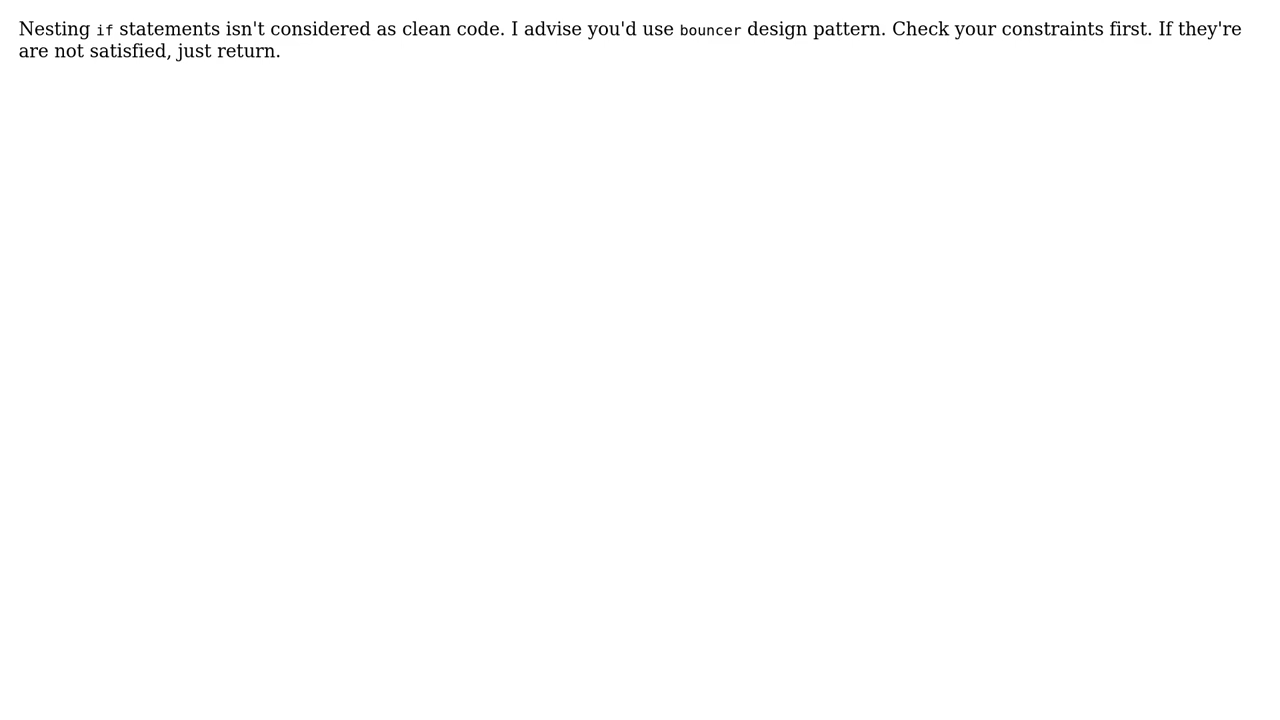 Nesting if statements isn't considered as clean code. I advise you'd use bouncer design pattern. Check your constraints first. If they're
are not satisfied, just return.